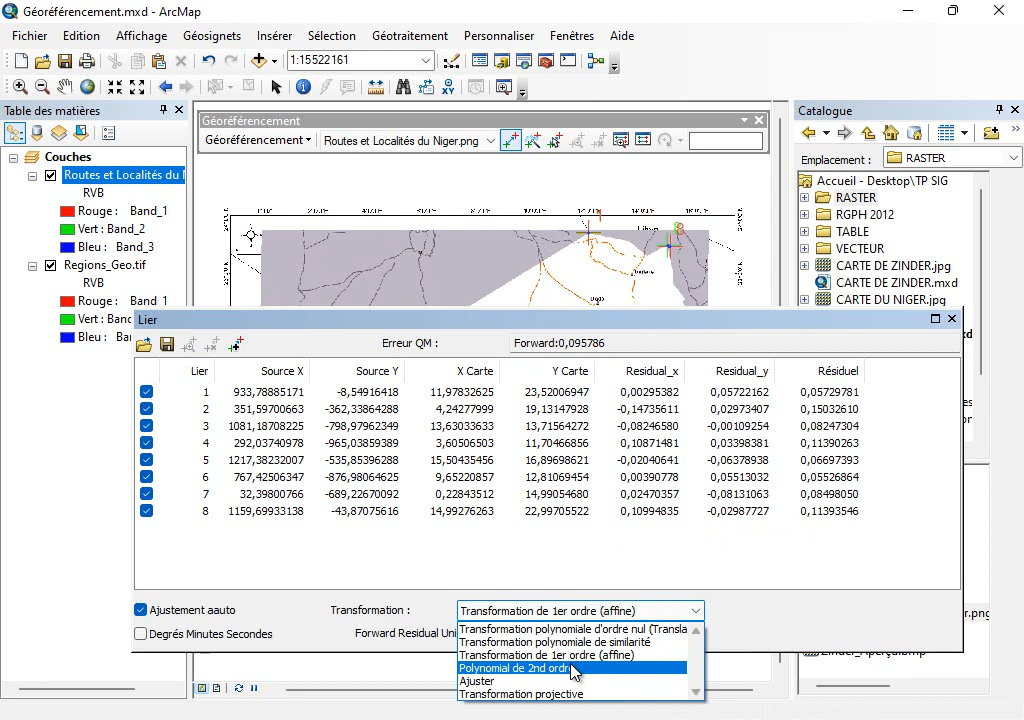 Géoréférencement.mxd - ArcMap
Fichier Edition Affichage Géosignets Insérer Sélection Géotraitement Personnaliser Fenêtres Aide
1:15522161
Table des matières
Couches
Routes et Localités du N
RVB
Rouge : Band_1
Vert : Band_2
Bleu : Band_3
Regions_Geo.tif
RVB
Rouge : Band_1
Vert : Band
Bleu : Ba
Géoréférencement
Géoréférencement Routes et Localités du Niger.png
8
Catalogue
Emplacement : RASTER
Accueil - Desktop\TP SIG
RASTER
RGPH 2012
TABLE
VECTEUR
CARTE DE ZINDER.jpg
CARTE DE ZINDER.mxd
CARTE DU NIGER.jpg
Lier
Erreur QM : Forward:0,095786
Lier Source X Source Y X Carte Y Carte Residual_x Residual_y Résiduel
1 933,78885171 -8,54916418 11,97832625 23,52006947 0,00295382 0,05722162 0,05729781
2 351,59700663 -362,33864288 4,24277999 19,13147928 -0,14735611 0,02973407 0,15032610
3 1081,18708225 -798,97962349 13,63033633 13,71564272 -0,08246580 -0,00109254 0,08247304
4 292,03740978 -965,03859389 3,60506503 11,70466856 0,10871481 0,03398381 0,11390263
5 1217,38232007 -535,85396288 15,50435456 16,89698621 -0,02040641 -0,06378938 0,06697393
6 767,42506347 -876,98064625 9,65220857 12,81069454 0,00390778 0,05513032 0,05526864
7 32,39800766 -689,22670092 0,22843512 14,99054680 0,02470357 -0,08131063 0,08498050
8 1159,69933138 -43,87075616 14,99276263 22,99705522 0,10994835 -0,02987727 0,11393546
Ajustement aauto
Transformation : Transformation de 1er ordre (affine)
Degrés Minutes Secondes
Forward Residual Uni
Transformation polynomiale d'ordre nul (Transla
Transformation polynomiale de similarité
Transformation de 1er ordre (affine)
Polynomial de 2nd ordre
Ajuster
Transformation projective
r.png